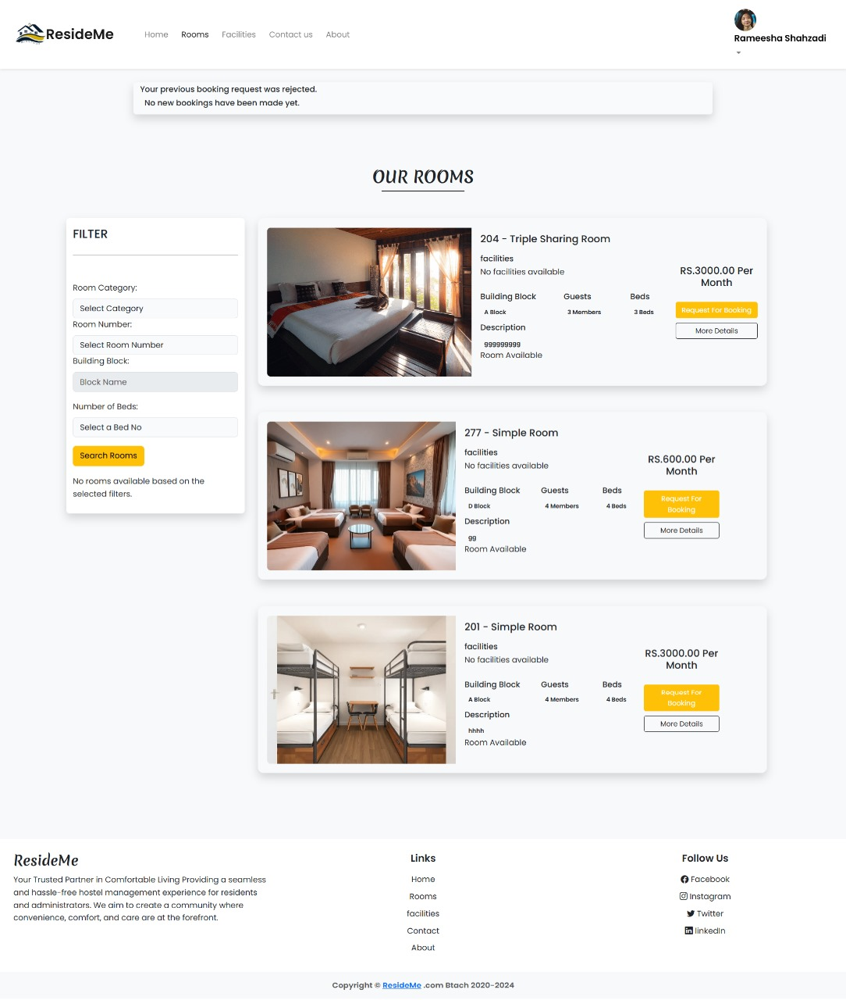 ResideMe
Home Rooms Facilities Contact us About
Rameesha Shahzadi
Your previous booking request was rejected.
No new bookings have been made yet.
OUR ROOMS
FILTER
Room Category:
Select Category
Room Number:
Select Room Number
Building Block:
Block Name
Number of Beds:
Select a Bed No
Search Rooms
No rooms available based on the
selected filters.
204 - Triple Sharing Room
facilities
No facilities available
Building Block Guests Beds
A Block 3 Members 3 Beds
Description
ggggggggg
Room Available
RS.3000.00 Per
Month
Request For Booking
More Details
277 - Simple Room
facilities
No facilities available
Building Block Guests Beds
D Block 4 Members 4 Beds
Description
gg
Room Available
RS.600.00 Per
Month
Request For
Booking
More Details
201 - Simple Room
facilities
No facilities available
Building Block Guests Beds
A Block 4 Members 4 Beds
Description
hhhh
Room Available
RS.3000.00 Per
Month
Request For
Booking
More Details
ResideMe
Your Trusted Partner in Comfortable Living Providing a seamless
and hassle-free hostel management experience for residents
and administrators. We aim to create a community where
convenience, comfort, and care are at the forefront.
Links
Home
Rooms
facilities
Contact
About
Follow Us
Facebook
Instagram
Twitter
linkedIn
Copyright © ResideMe .com Btach 2020-2024